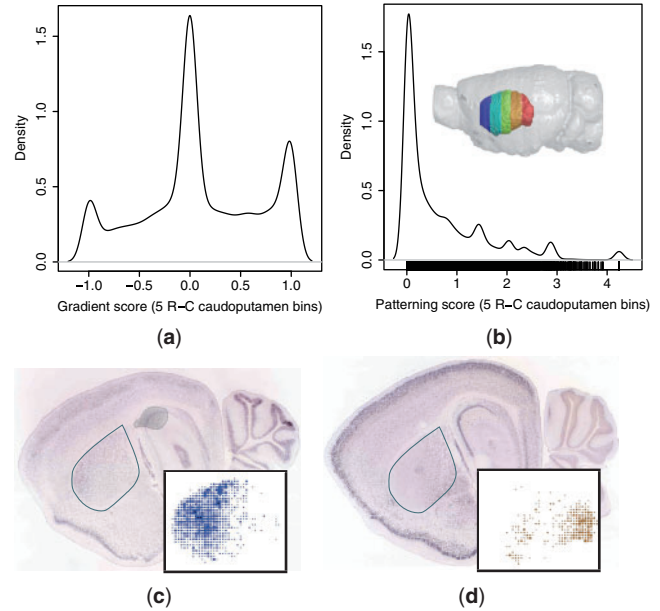 Density
0.0 0.5 1.0 1.5
−1.0 −0.5 0.0 0.5 1.0
Gradient score (5 R−C caudoputamen bins)
(a)
Density
0.0 0.5 1.0 1.5
0 1 2 3 4
Patterning score (5 R−C caudoputamen bins)
(b)
(c)
(d)